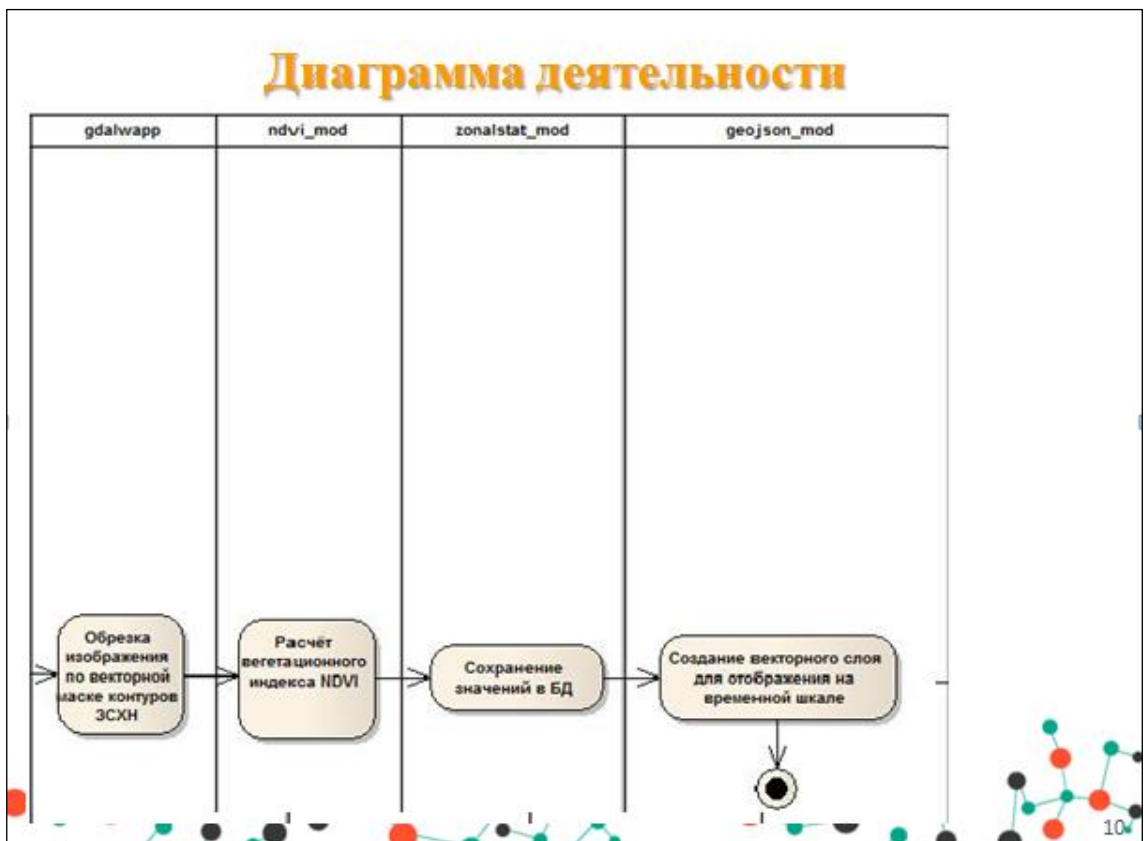 Диаграмма деятельности
gdalwapp
ndvi_mod
zonalstat_mod
geojson_mod
Обрезка
изображения
по векторной
маске контуров
ЗСХН
Расчёт
вегетационного
индекса NDVI
Сохранение
значений в БД
Создание векторного слоя
для отображения на
временной шкале
10